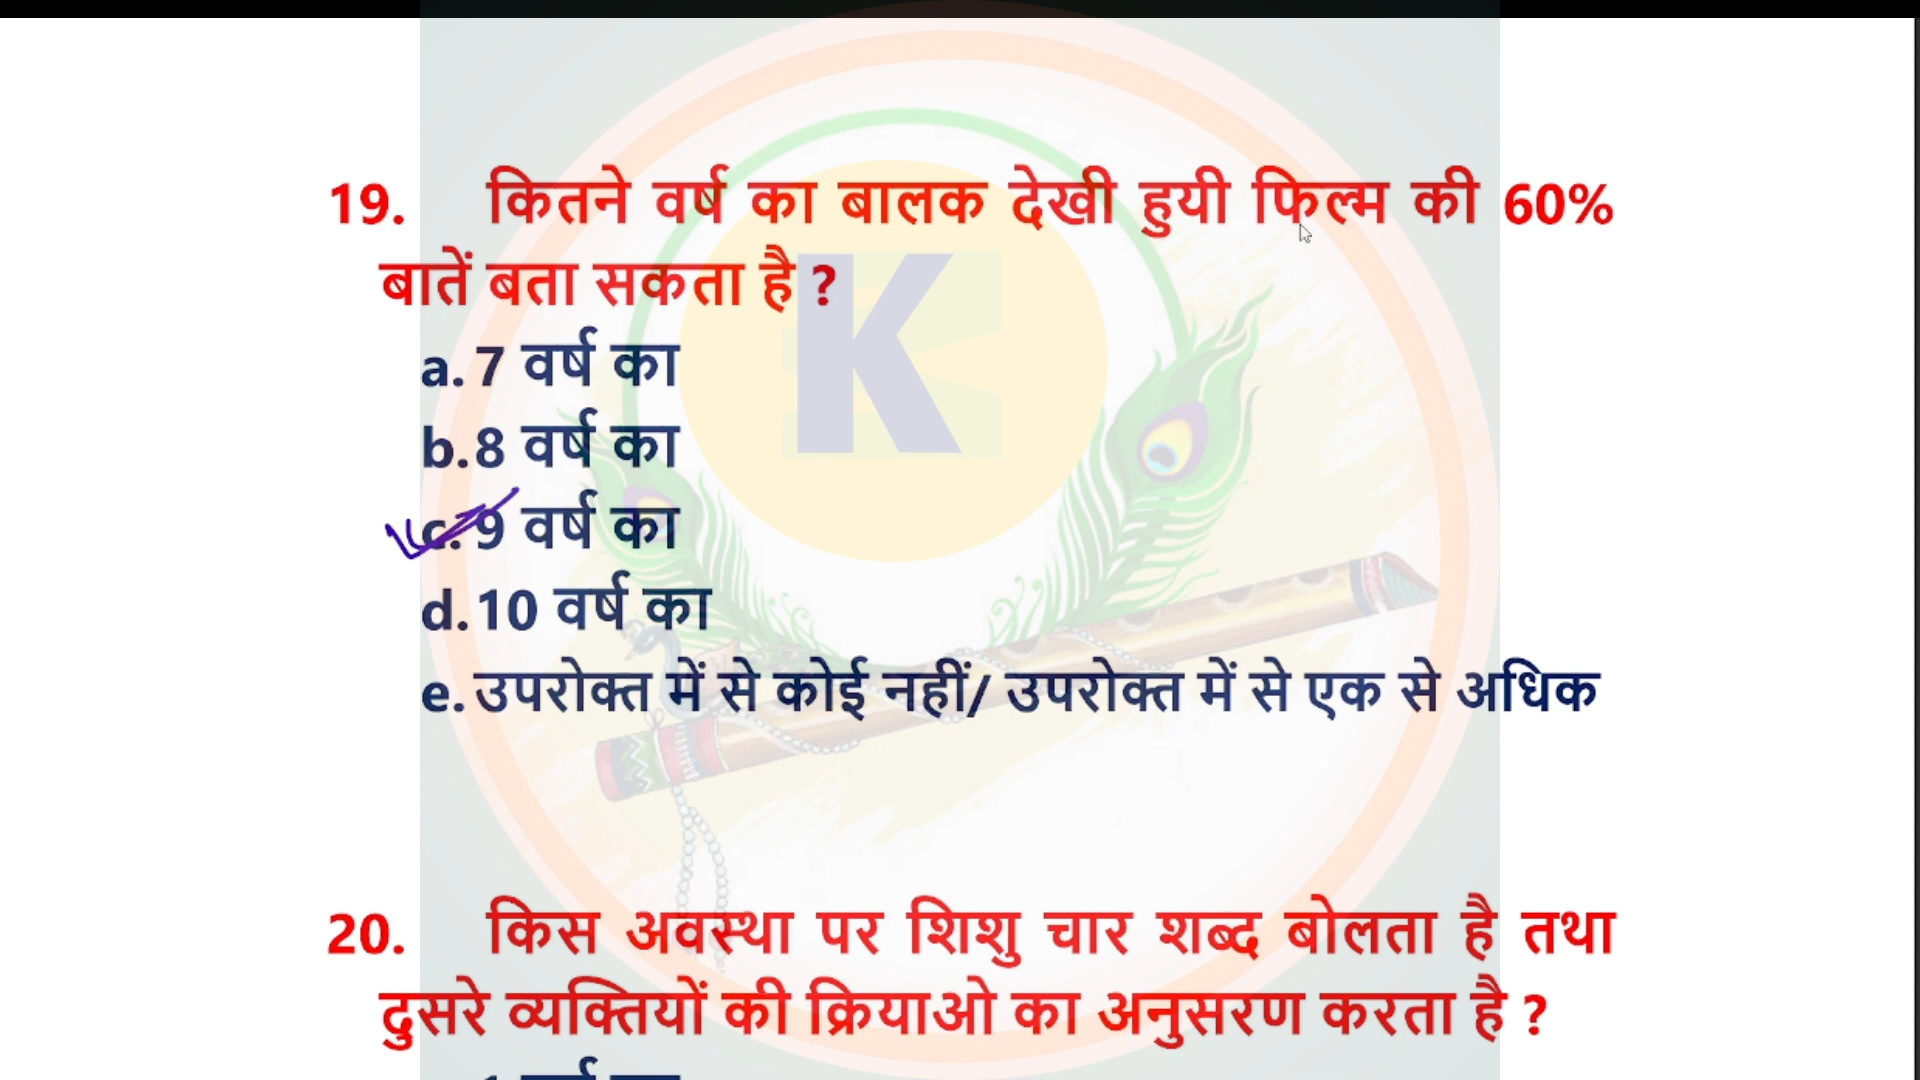 19. कितने वर्ष का बालक देखी हुयी फिल्म की 60%
बातें बता सकता है ?
a. 7 वर्ष का
b. 8 वर्ष का
c. 9 वर्ष का
d. 10 वर्ष का
e. उपरोक्त में से कोई नहीं/ उपरोक्त में से एक से अधिक
20. किस अवस्था पर शिशु चार शब्द बोलता है तथा
दुसरे व्यक्तियों की क्रियाओ का अनुसरण करता है ?
K